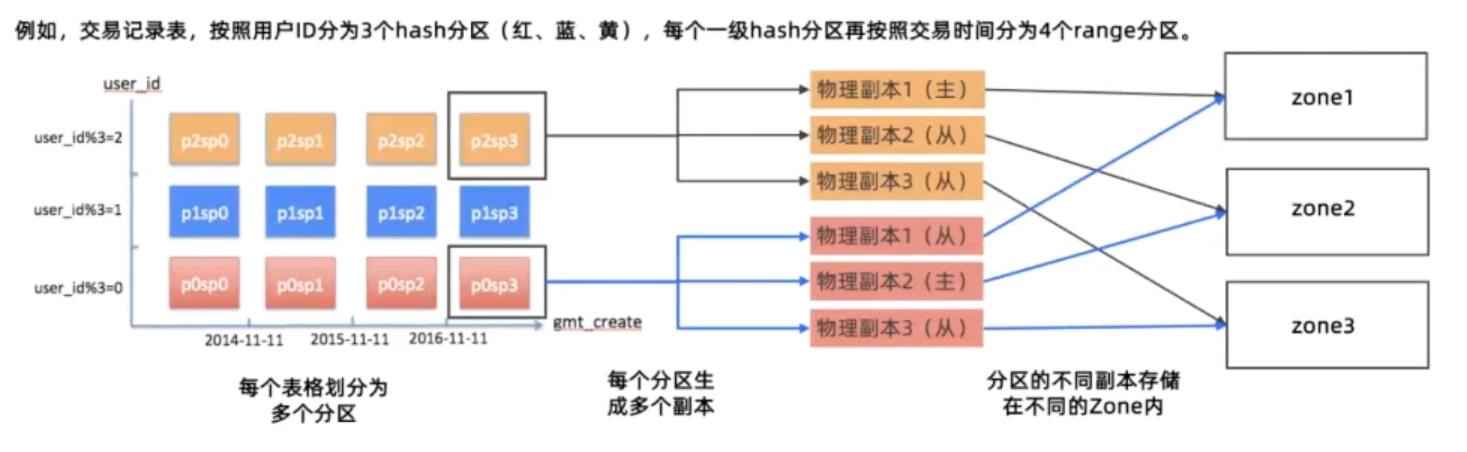 例如，交易记录表，按照用户ID分为3个hash分区（红、蓝、黄），每个一级hash分区再按照交易时间分为4个range分区。
user_id
user_id%3=2
p2sp0
p2sp1
p2sp2
p2sp3
user_id%3=1
p1sp0
p1sp1
p1sp2
p1sp3
user_id%3=0
p0sp0
p0sp1
p0sp2
p0sp3
gmt_create
2014-11-11
2015-11-11
2016-11-11
物理副本1（主）
物理副本2（从）
物理副本3（从）
物理副本1（从）
物理副本2（主）
物理副本3（从）
zone1
zone2
zone3
每个表格划分为
多个分区
每个分区生
成多个副本
分区的不同副本存储
在不同的Zone内